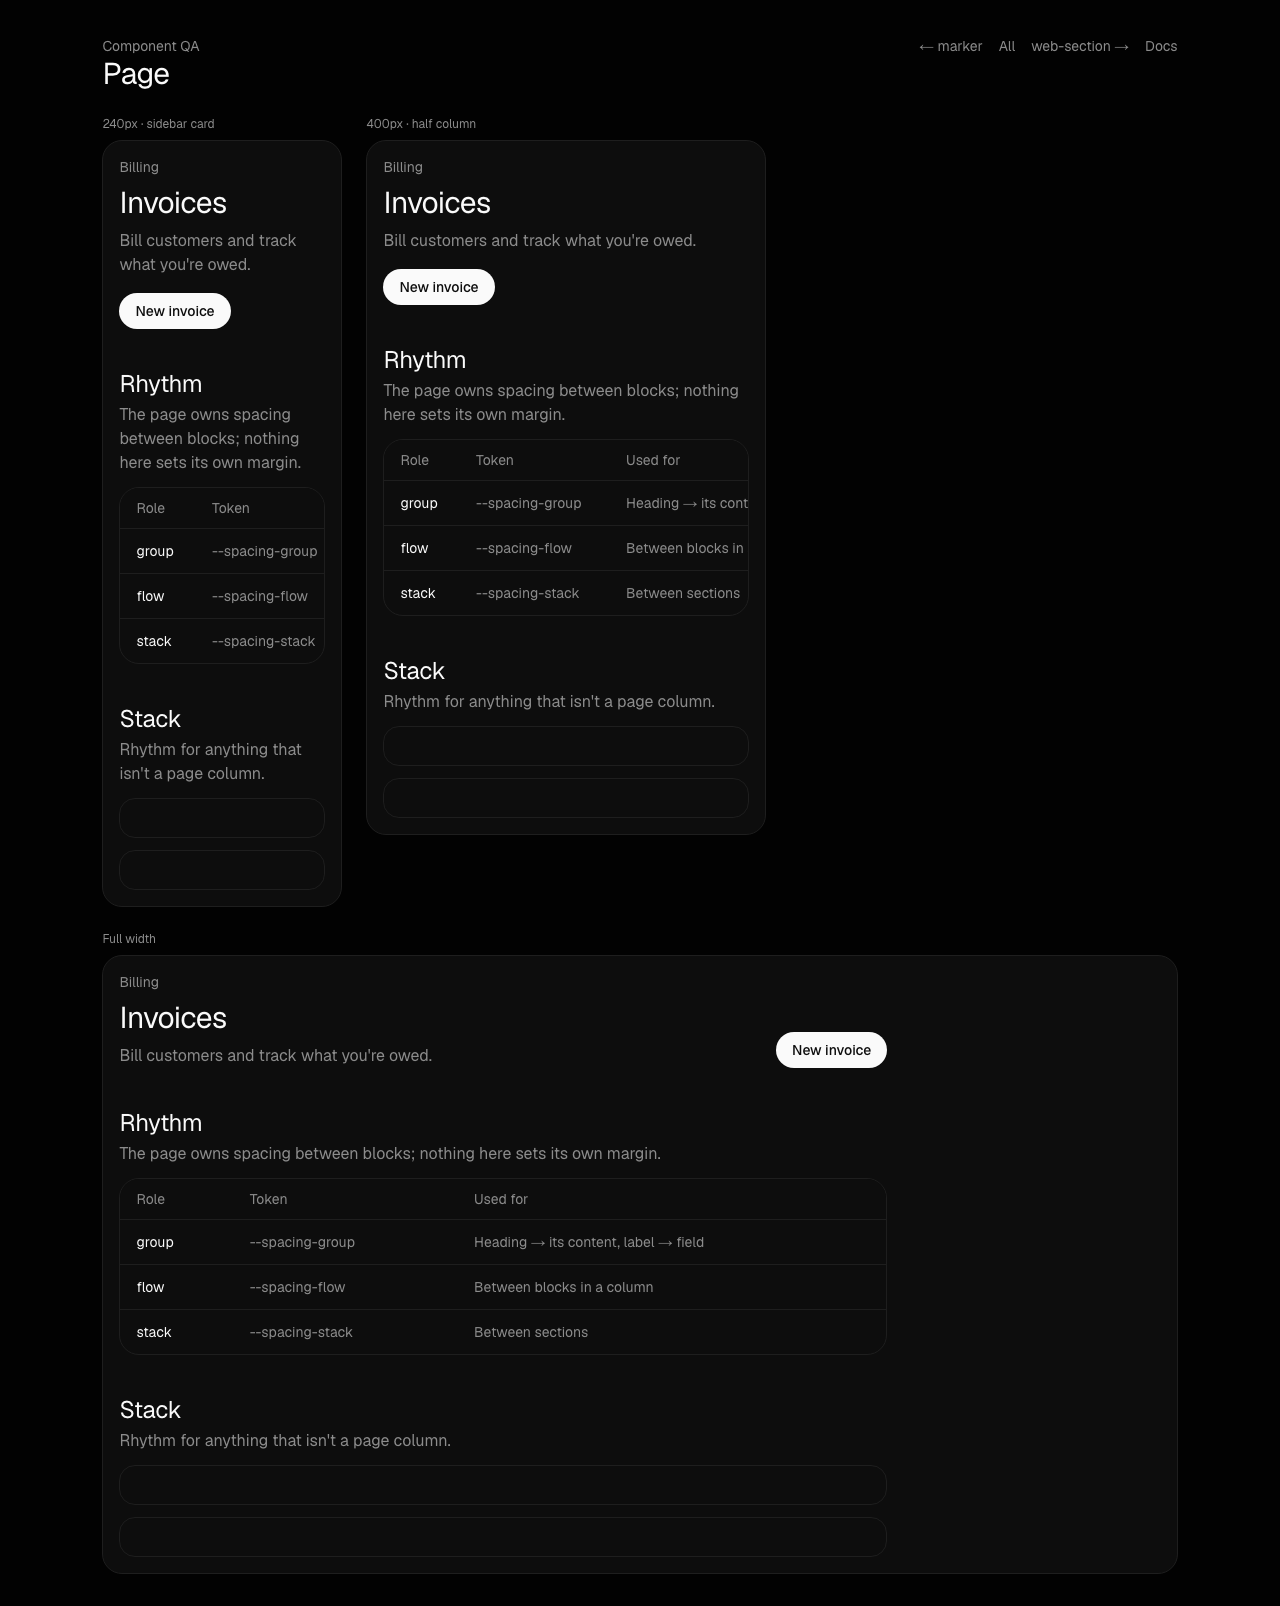 Component QA
Page
← marker All web-section → Docs
240px · sidebar card
Billing
Invoices
Bill customers and track
what you're owed.
New invoice
Rhythm
The page owns spacing
between blocks; nothing
here sets its own margin.
Role Token
group --spacing-group
flow --spacing-flow
stack --spacing-stack
Stack
Rhythm for anything that
isn't a page column.
400px · half column
Billing
Invoices
Bill customers and track what you're owed.
New invoice
Rhythm
The page owns spacing between blocks; nothing
here sets its own margin.
Role Token Used for
group --spacing-group Heading → its cont
flow --spacing-flow Between blocks in
stack --spacing-stack Between sections
Stack
Rhythm for anything that isn't a page column.
Full width
Billing
Invoices
Bill customers and track what you're owed.
New invoice
Rhythm
The page owns spacing between blocks; nothing here sets its own margin.
Role Token Used for
group --spacing-group Heading → its content, label → field
flow --spacing-flow Between blocks in a column
stack --spacing-stack Between sections
Stack
Rhythm for anything that isn't a page column.